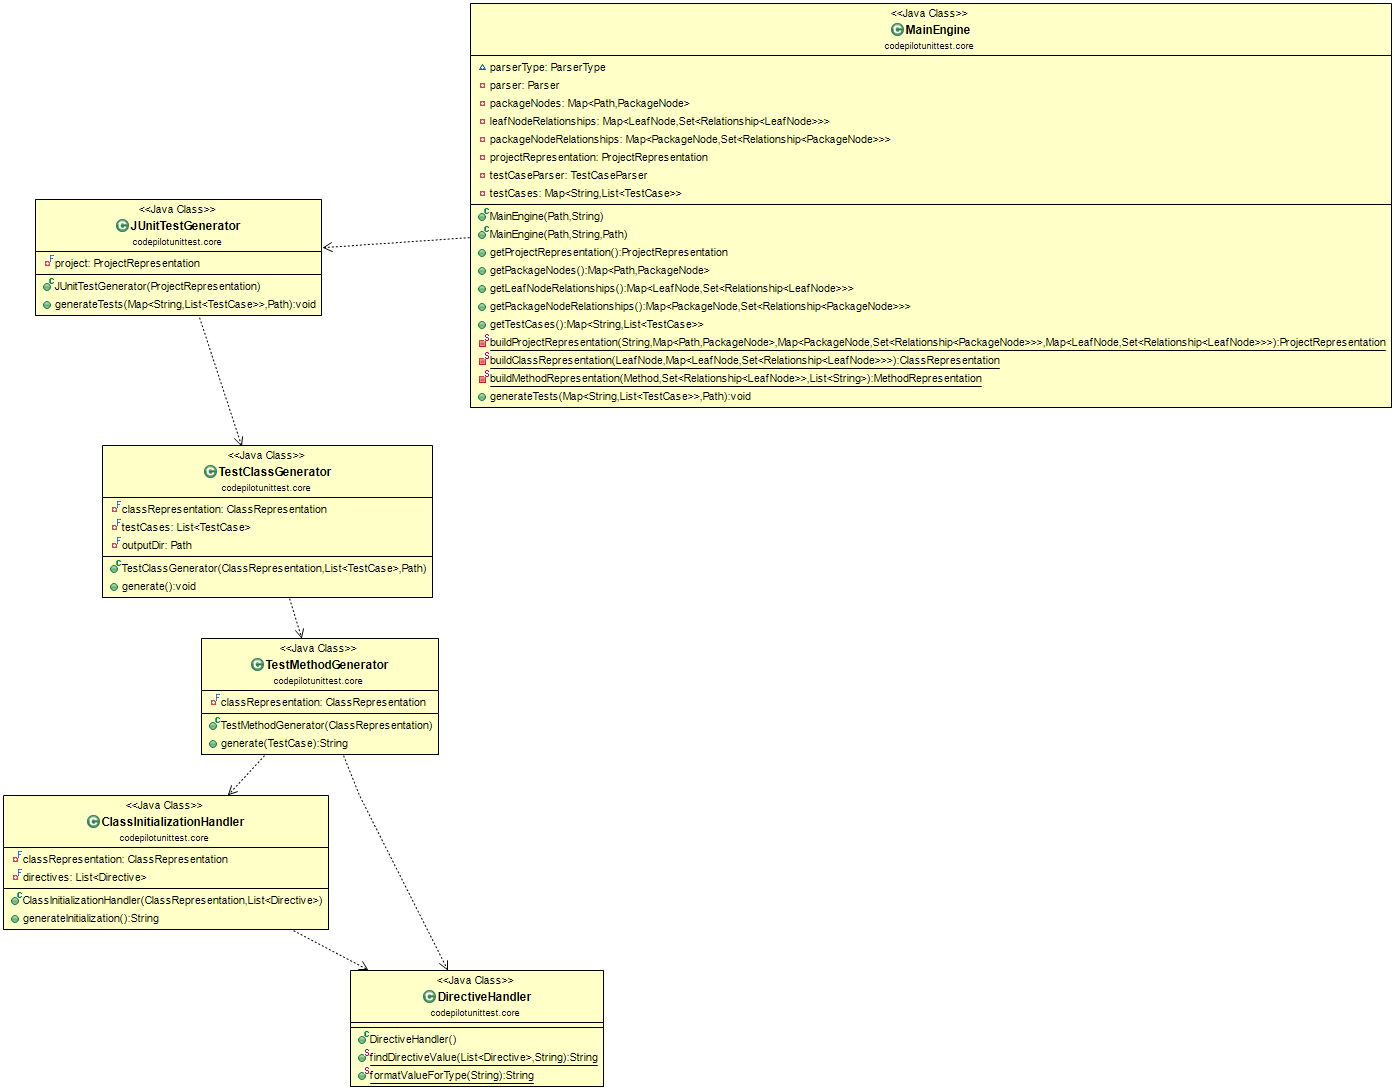 <<Java Class>>
MainEngine
codepilotunittest.core
parserType: ParserType
parser: Parser
packageNodes: Map<Path,PackageNode>
leafNodeRelationships: Map<LeafNode,Set<Relationship<LeafNode>>>
packageNodeRelationships: Map<PackageNode,Set<Relationship<PackageNode>>>
projectRepresentation: ProjectRepresentation
testCaseParser: TestCaseParser
testCases: Map<String,List<TestCase>>
MainEngine(Path,String)
MainEngine(Path,String,Path)
getProjectRepresentation():ProjectRepresentation
getPackageNodes():Map<Path,PackageNode>
getLeafNodeRelationships():Map<LeafNode,Set<Relationship<LeafNode>>>
getPackageNodeRelationships():Map<PackageNode,Set<Relationship<PackageNode>>>
getTestCases():Map<String,List<TestCase>>
buildProjectRepresentation(String,Map<Path,PackageNode>,Map<PackageNode,Set<Relationship<PackageNode>>>,Map<LeafNode,Set<Relationship<LeafNode>>>):ProjectRepresentation
buildClassRepresentation(LeafNode,Map<LeafNode,Set<Relationship<LeafNode>>>):ClassRepresentation
buildMethodRepresentation(Method,Set<Relationship<LeafNode>>,List<String>):MethodRepresentation
generateTests(Map<String,List<TestCase>>,Path):void
<<Java Class>>
JUnitTestGenerator
codepilotunittest.core
project: ProjectRepresentation
JUnitTestGenerator(ProjectRepresentation)
generateTests(Map<String,List<TestCase>>,Path):void
<<Java Class>>
TestClassGenerator
codepilotunittest.core
classRepresentation: ClassRepresentation
testCases: List<TestCase>
outputDir: Path
TestClassGenerator(ClassRepresentation,List<TestCase>,Path)
generate():void
<<Java Class>>
TestMethodGenerator
codepilotunittest.core
classRepresentation: ClassRepresentation
TestMethodGenerator(ClassRepresentation)
generate(TestCase):String
<<Java Class>>
ClassInitializationHandler
codepilotunittest.core
classRepresentation: ClassRepresentation
directives: List<Directive>
ClassInitializationHandler(ClassRepresentation,List<Directive>)
generateInitialization():String
<<Java Class>>
DirectiveHandler
codepilotunittest.core
DirectiveHandler()
findDirectiveValue(List<Directive>,String):String
formatValueForType(String):String